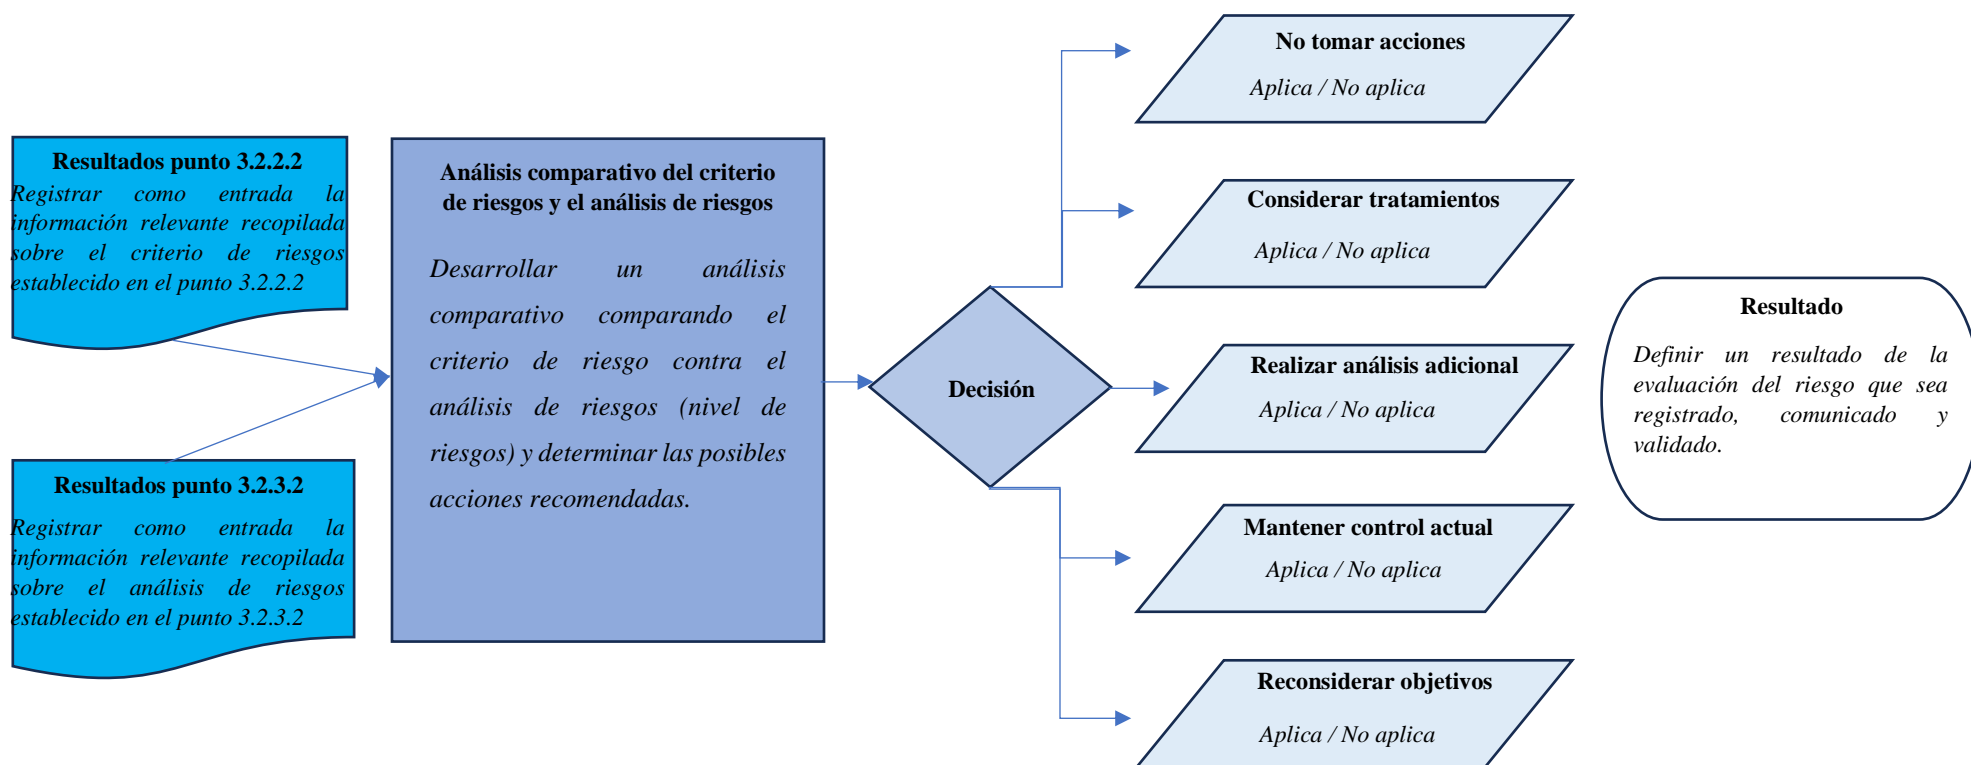 Resultados punto 3.2.2.2
Registrar como entrada la
información relevante recopilada
sobre el criterio de riesgos
establecido en el punto 3.2.2.2
Resultados punto 3.2.3.2
Registrar como entrada la
información relevante recopilada
sobre el análisis de riesgos
establecido en el punto 3.2.3.2
Análisis comparativo del criterio
de riesgos y el análisis de riesgos
Desarrollar un análisis
comparativo comparando el
criterio de riesgo contra el
análisis de riesgos (nivel de
riesgos) y determinar las posibles
acciones recomendadas.
Decisión
No tomar acciones
Aplica / No aplica
Considerar tratamientos
Aplica / No aplica
Realizar análisis adicional
Aplica / No aplica
Mantener control actual
Aplica / No aplica
Reconsiderar objetivos
Aplica / No aplica
Resultado
Definir un resultado de la
evaluación del riesgo que sea
registrado, comunicado y
validado.